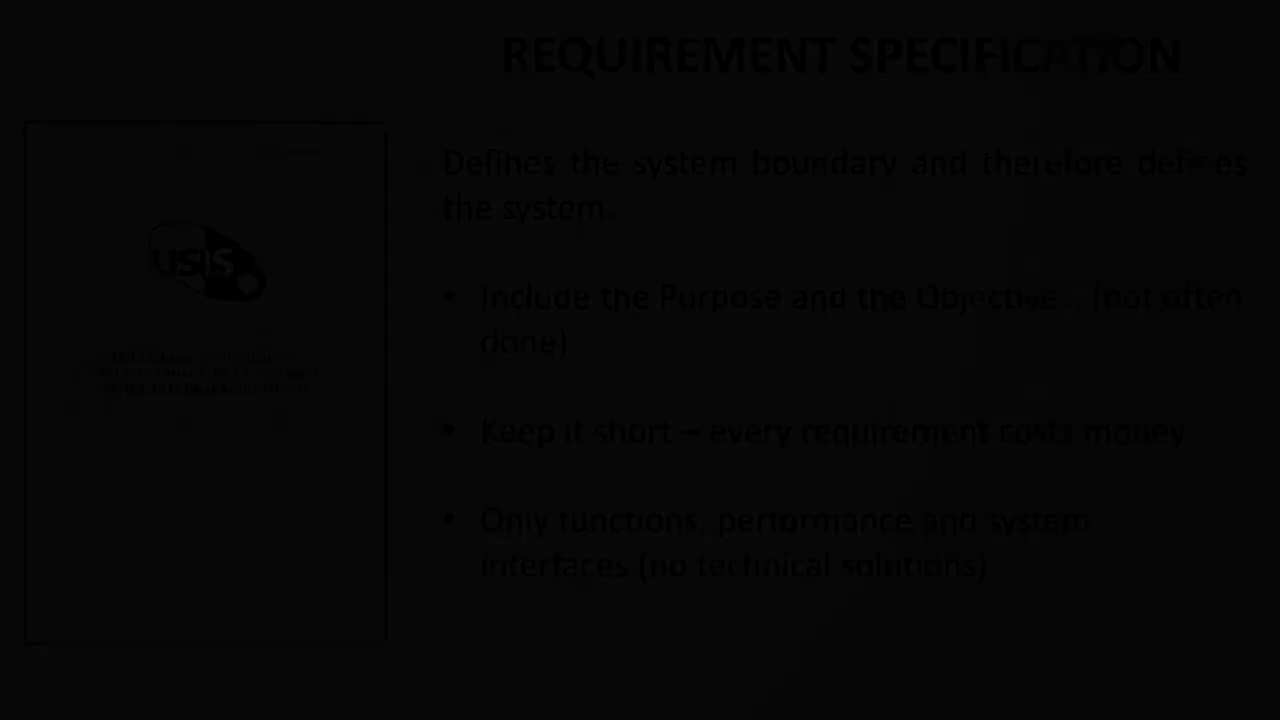 REQUIREMENT SPECIFICATION
Defines the system boundary and therefore defines
the system.
• Include the Purpose and the Objectives. (not often
done)
• Keep it short – every requirement costs money
• Only functions, performance and system
interfaces (no technical solutions)